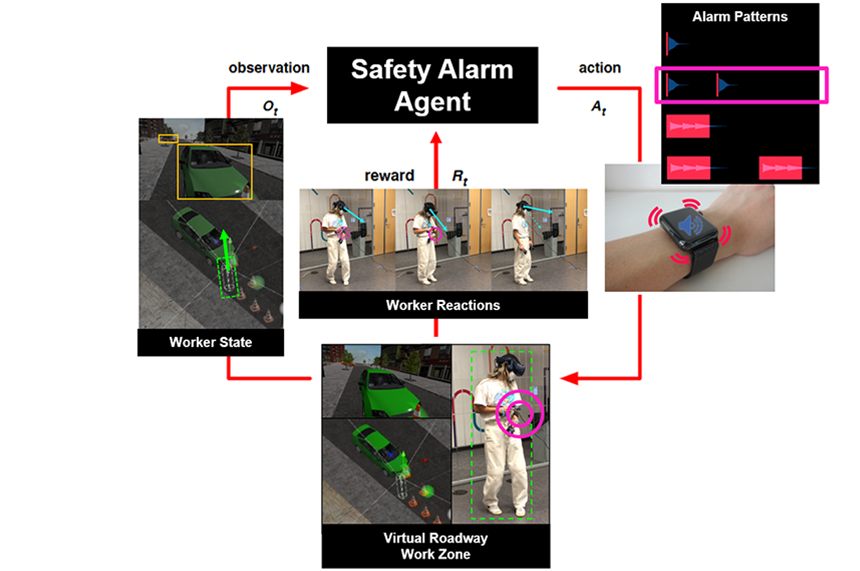 Alarm Patterns
observation
O_t
Safety Alarm
Agent
action
A_t
reward
R_t
Worker Reactions
Worker State
Virtual Roadway
Work Zone